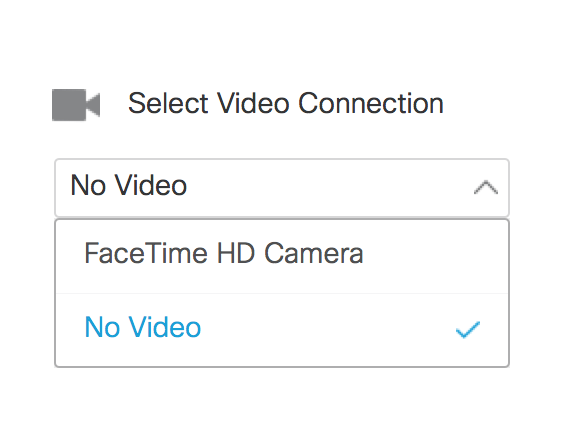 Select Video Connection
No Video
FaceTime HD Camera
No Video